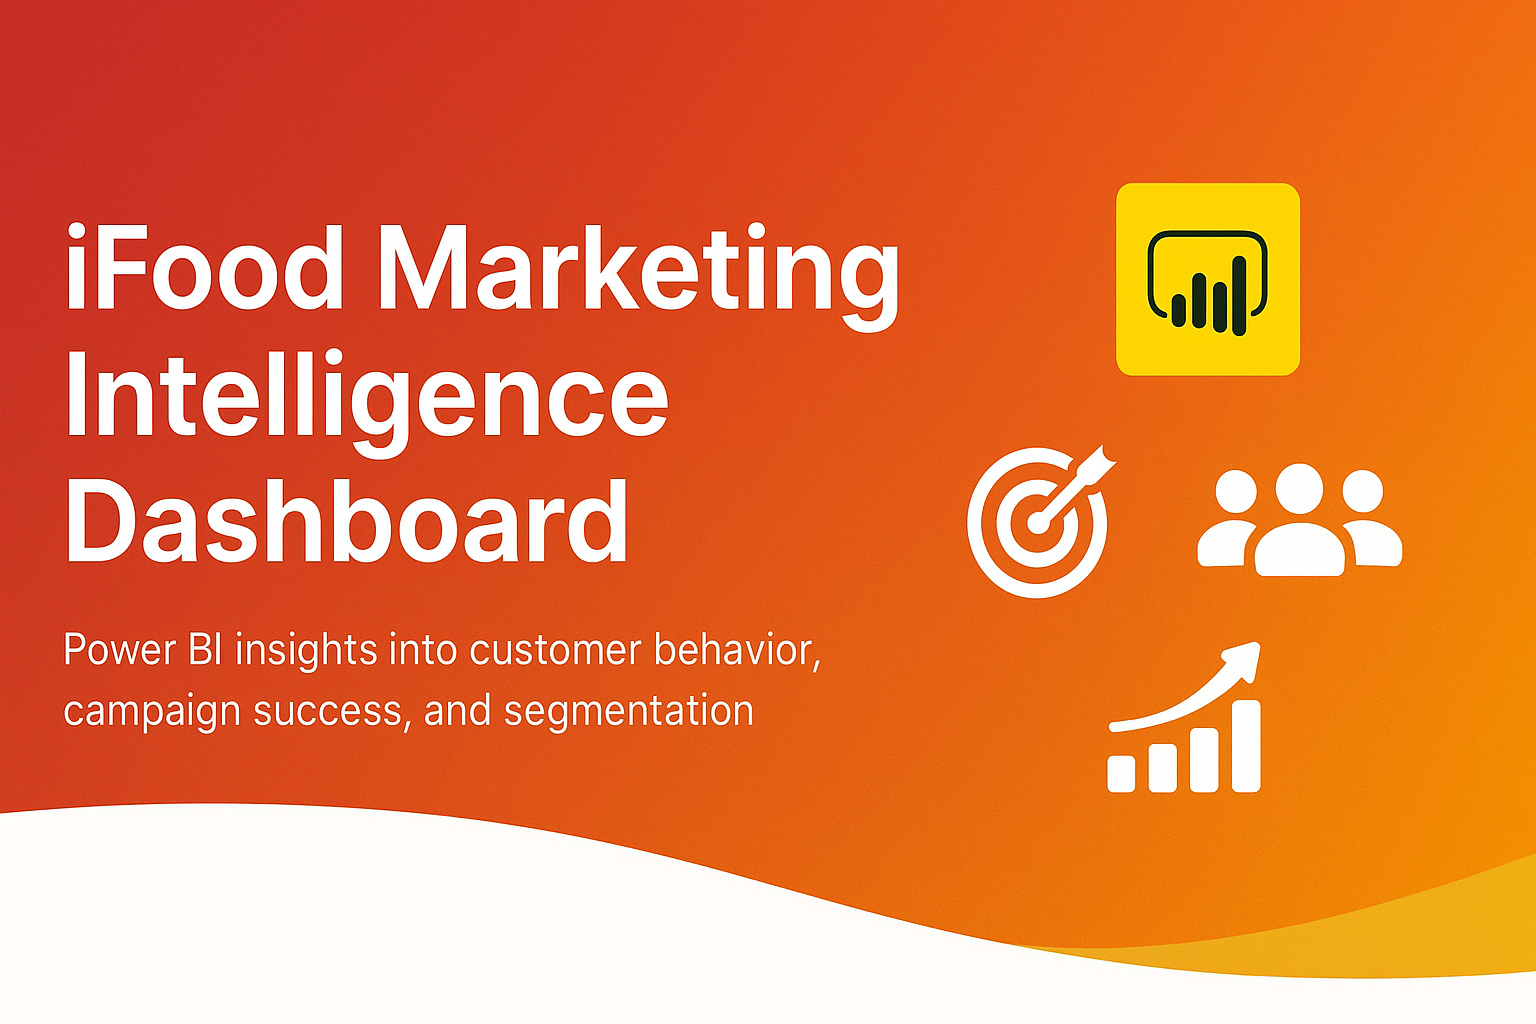 iFood Marketing
Intelligence
Dashboard
Power BI insights into customer behavior,
campaign success, and segmentation